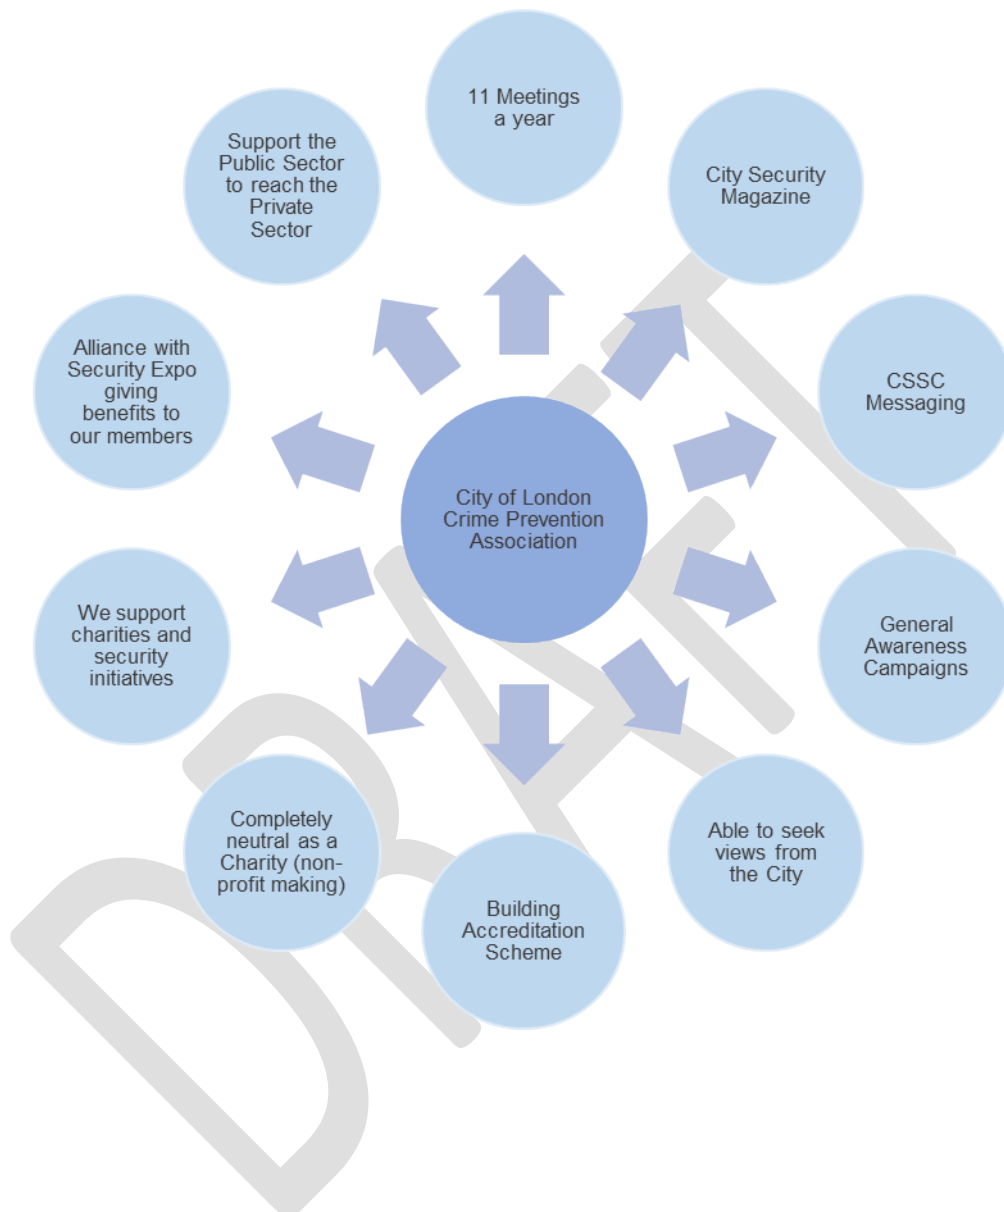 11 Meetings
a year
City Security
Magazine
CSSC
Messaging
General
Awareness
Campaigns
Able to seek
views from
the City
Building
Accreditation
Scheme
Completely
neutral as a
Charity (non-
profit making)
We support
charities and
security
initiatives
Alliance with
Security Expo
giving
benefits to
our members
Support the
Public Sector
to reach the
Private
Sector
City of London
Crime Prevention
Association
DRAFT